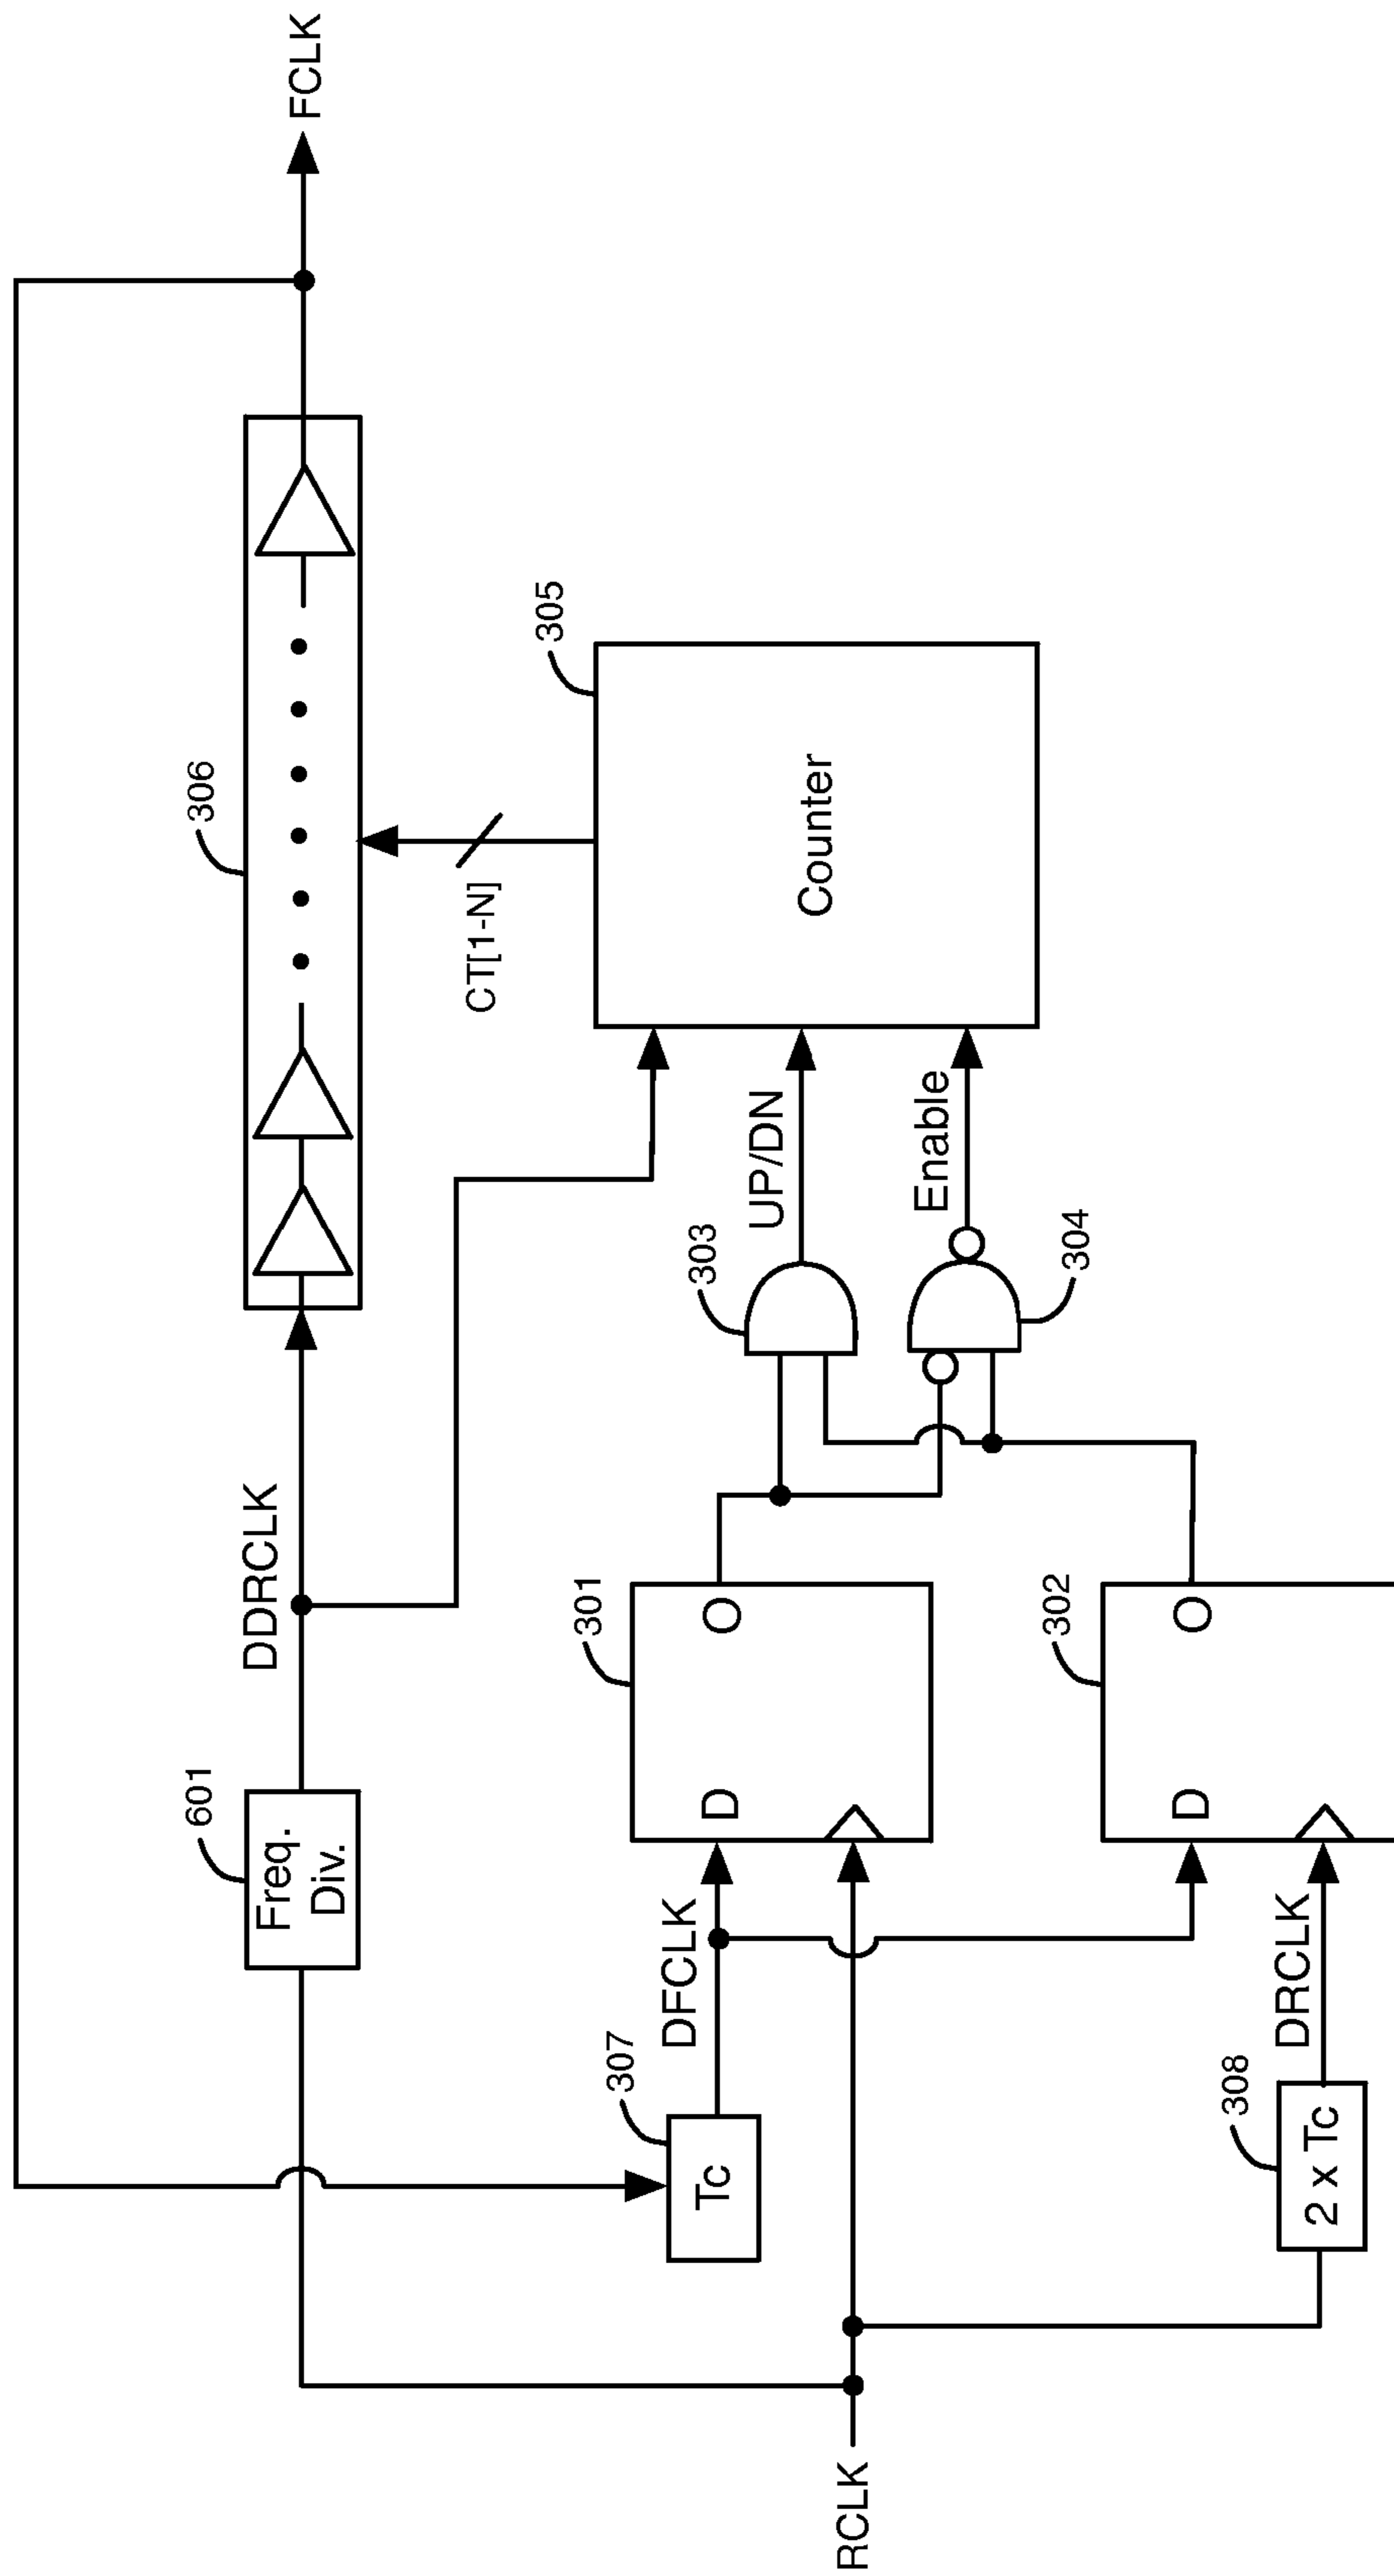 FCLK
306
305
CT[1-N]
Counter
DDRCLK
UP/DN
Enable
303
304
601
Freq.
Div.
301
D
O
302
D
O
DFCLK
307
Tc
DRCLK
308
2 x Tc
RCLK